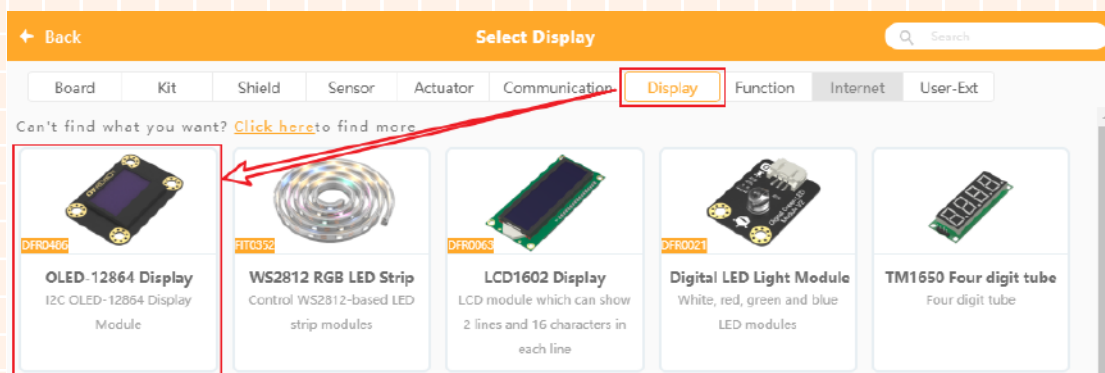 Back
Select Display
Search
Board Kit Shield Sensor Actuator Communication Display Function Internet User-Ext
Can't find what you want? Click here to find more
DFR0486
FIT0352
DFR0063
DFR0021
OLED-12864 Display
I2C OLED-12864 Display
Module
WS2812 RGB LED Strip
Control WS2812-based LED
strip modules
LCD1602 Display
LCD module which can show
2 lines and 16 characters in
each line
Digital LED Light Module
White, red, green and blue
LED modules
TM1650 Four digit tube
Four digit tube